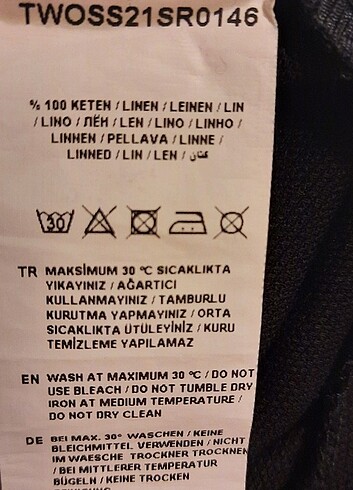 TWOSS21SR0146
% 100 KETEN / LINEN / LEINEN / LIN
/ LINO / ЛЁН / LEN / LINO / LINHO /
LINNEN / PELLAVA / LINNE /
LINNED / LIN / LEN / كتان
30
TR MAKSİMUM 30 °C SICAKLIKTA
YIKAYINIZ / AĞARTICI
KULLANMAYINIZ / TAMBURLU
KURUTMA YAPMAYINIZ / ORTA
SICAKLIKTA ÜTÜLEYİNİZ / KURU
TEMİZLEME YAPILAMAZ
EN WASH AT MAXIMUM 30 °C / DO NOT
USE BLEACH / DO NOT TUMBLE DRY
IRON AT MEDIUM TEMPERATURE /
DO NOT DRY CLEAN
DE BEI MAX. 30° WASCHEN / KEINE
BLEICHMITTEL VERWENDEN / NICHT
IM WAESCHE TROCKNER TROCKNEN
/ BEI MITTLERER TEMPERATUR
BÜGELN / KEINE TROCKEN